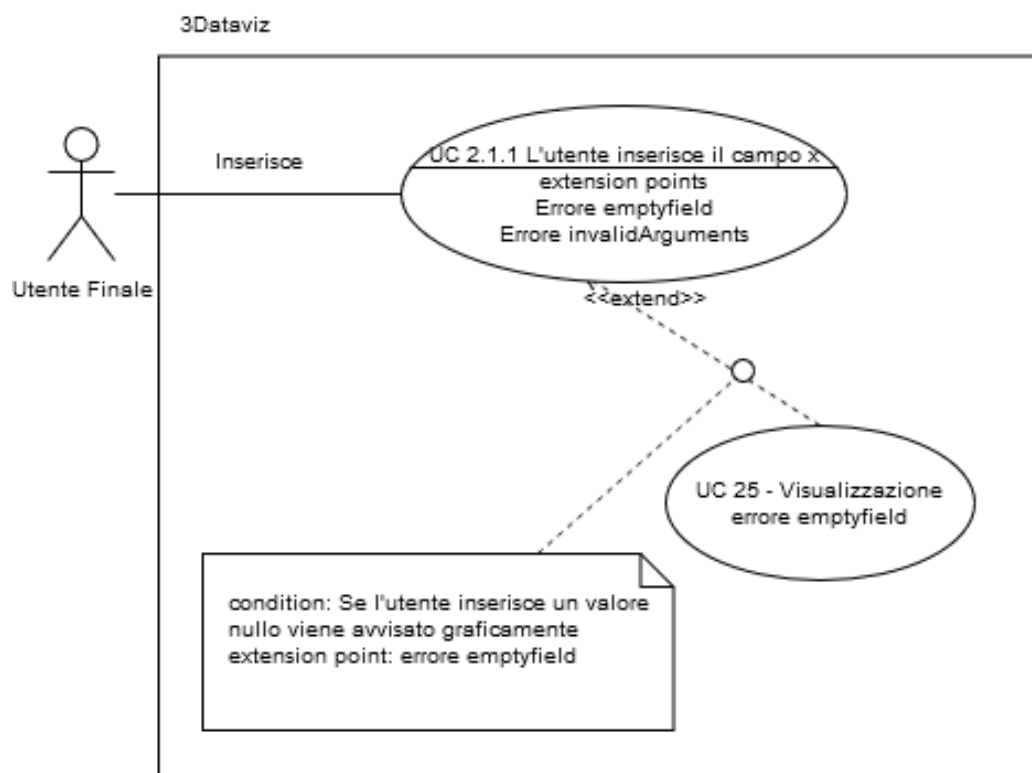 3Dataviz
Inserisce
UC 2.1.1 L'utente inserisce il campo x
extension points
Errore emptyfield
Errore invalidArguments
Utente Finale
<<extend>>
UC 25 - Visualizzazione
errore emptyfield
condition: Se l'utente inserisce un valore
nullo viene avvisato graficamente
extension point: errore emptyfield